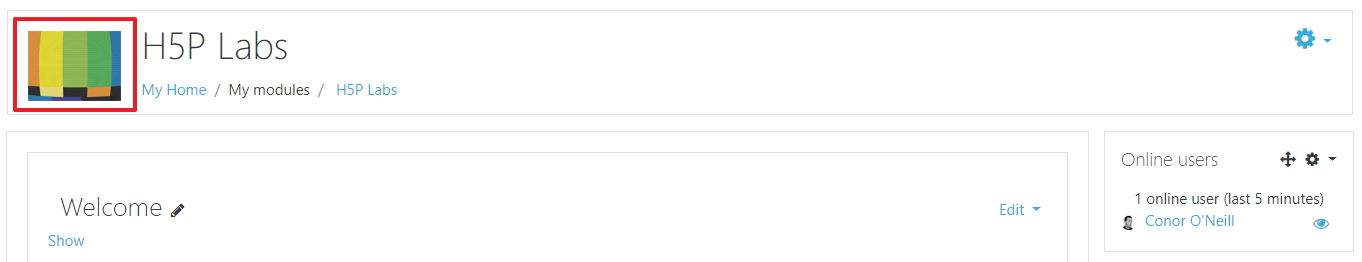 H5P Labs
My Home / My modules / H5P Labs
Welcome
Edit
Show
Online users
1 online user (last 5 minutes)
Conor O'Neill